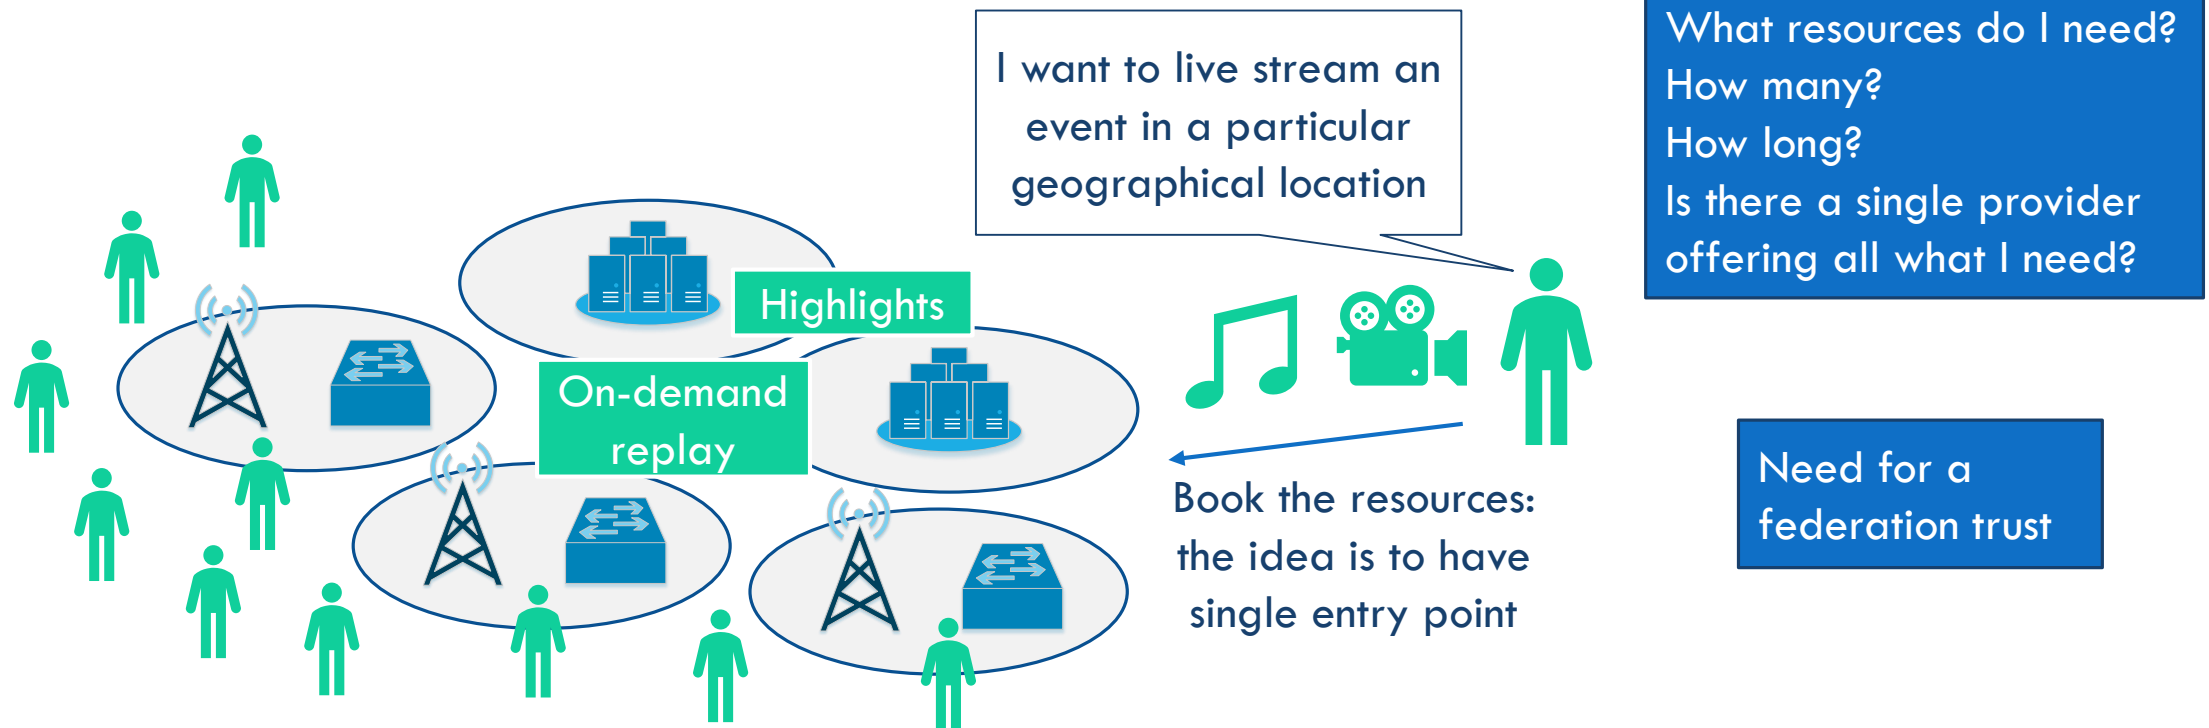 I want to live stream an
event in a particular
geographical location
What resources do I need?
How many?
How long?
Is there a single provider
offering all what I need?
Highlights
On-demand
replay
Book the resources:
the idea is to have
single entry point
Need for a
federation trust